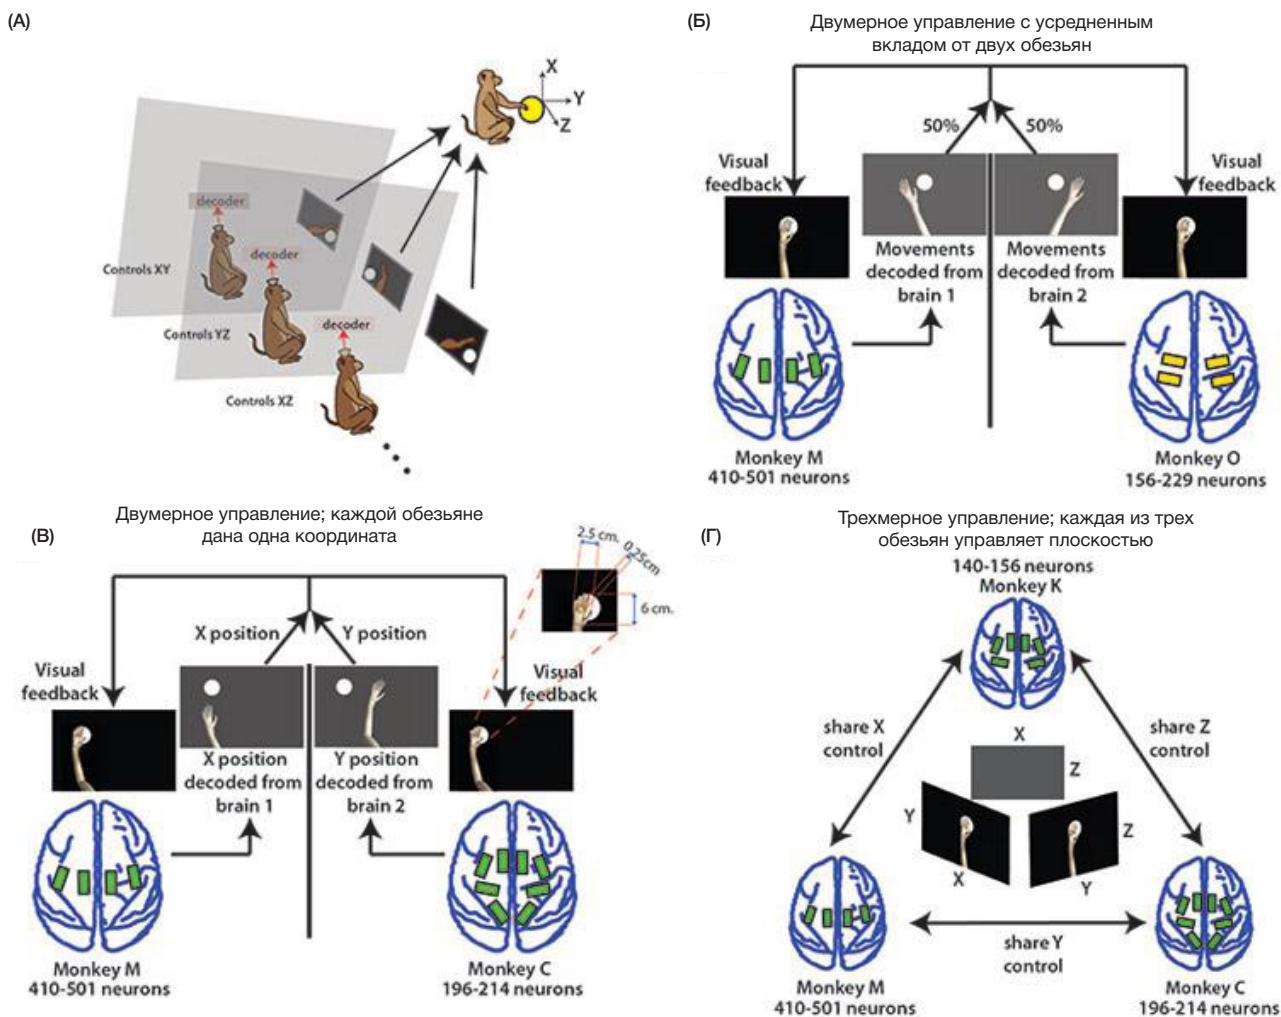 (А)
X
Y
Z
decoder
decoder
decoder
Controls XY
Controls YZ
Controls XZ
(Б)
Двумерное управление с усредненным
вкладом от двух обезьян
50%
50%
Visual
feedback
Visual
feedback
Movements
decoded from
brain 1
Movements
decoded from
brain 2
Monkey M
410-501 neurons
Monkey O
156-229 neurons
(В)
Двумерное управление; каждой обезьяне
дана одна координата
2.5 cm.
0.25cm
6 cm.
X position
Y position
Visual
feedback
Visual
feedback
X position
decoded from
brain 1
Y position
decoded from
brain 2
Monkey M
410-501 neurons
Monkey C
196-214 neurons
(Г)
Трехмерное управление; каждая из трех
обезьян управляет плоскостью
140-156 neurons
Monkey K
share X
control
share Z
control
X
Z
Y
X
Z
Y
share Y
control
Monkey M
410-501 neurons
Monkey C
196-214 neurons